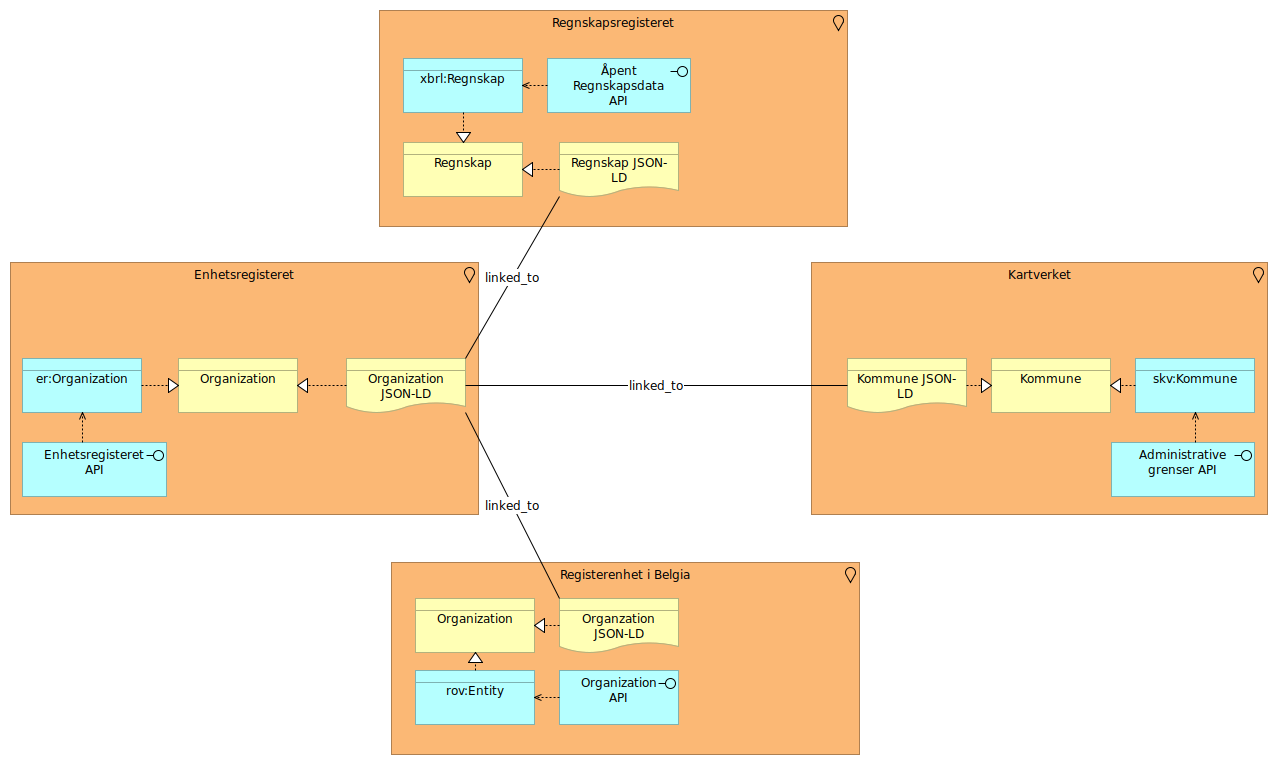 Regnskapsregisteret
xbrl:Regnskap
Åpent
Regnskapsdata
API
Regnskap
Regnskap JSON-
LD
linked_to
Enhetsregisteret
er:Organization
Organization
Organization
JSON-LD
Enhetsregisteret
API
linked_to
Kartverket
Kommune JSON-
LD
Kommune
skv:Kommune
Administrative
grenser API
linked_to
Registerenhet i Belgia
Organization
Organzation
JSON-LD
rov:Entity
Organization
API